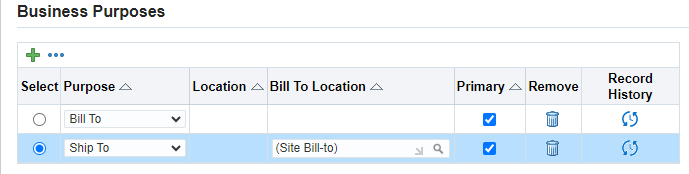 Business Purposes
Select Purpose Location Bill To Location Primary Remove Record History
Bill To
Ship To (Site Bill-to)